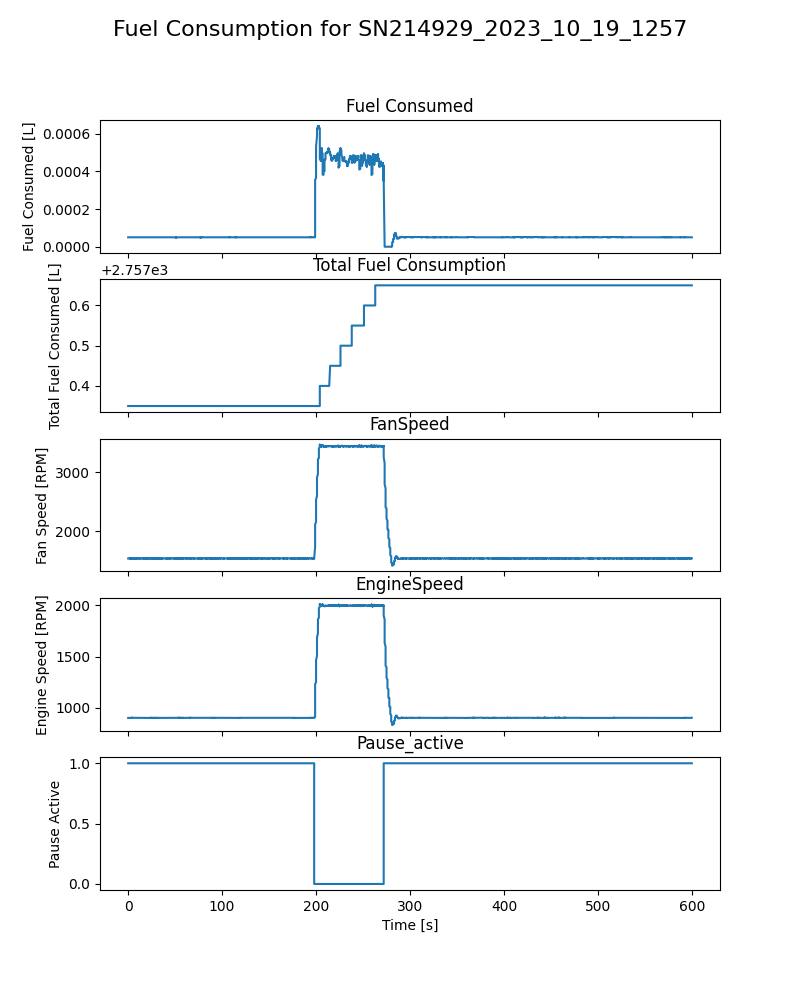 Fuel Consumption for SN214929_2023_10_19_1257
Fuel Consumed
Fuel Consumed [L]
0.0006
0.0004
0.0002
0.0000
Total Fuel Consumption
+2.757e3
Total Fuel Consumed [L]
0.6
0.5
0.4
FanSpeed
Fan Speed [RPM]
3000
2000
EngineSpeed
Engine Speed [RPM]
2000
1500
1000
Pause_active
Pause Active
1.0
0.5
0.0
0 100 200 300 400 500 600
Time [s]